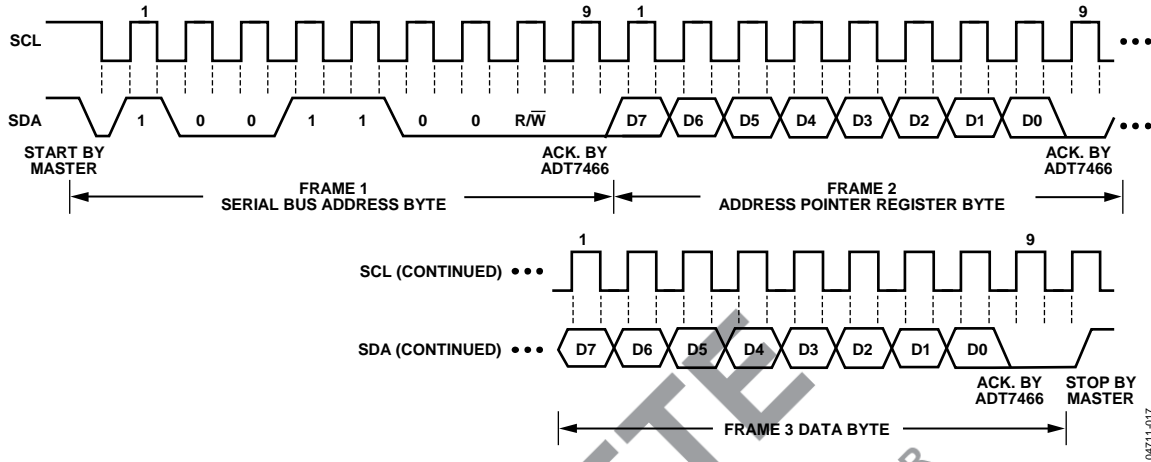 1 9 1 9
SCL
SDA 1 0 0 1 1 0 0 R/W̅ D7 D6 D5 D4 D3 D2 D1 D0
START BY
MASTER
ACK. BY
ADT7466
ACK. BY
ADT7466
FRAME 1
SERIAL BUS ADDRESS BYTE
FRAME 2
ADDRESS POINTER REGISTER BYTE
1 9
SCL (CONTINUED)
SDA (CONTINUED) D7 D6 D5 D4 D3 D2 D1 D0
ACK. BY
ADT7466
STOP BY
MASTER
FRAME 3 DATA BYTE
04711-017